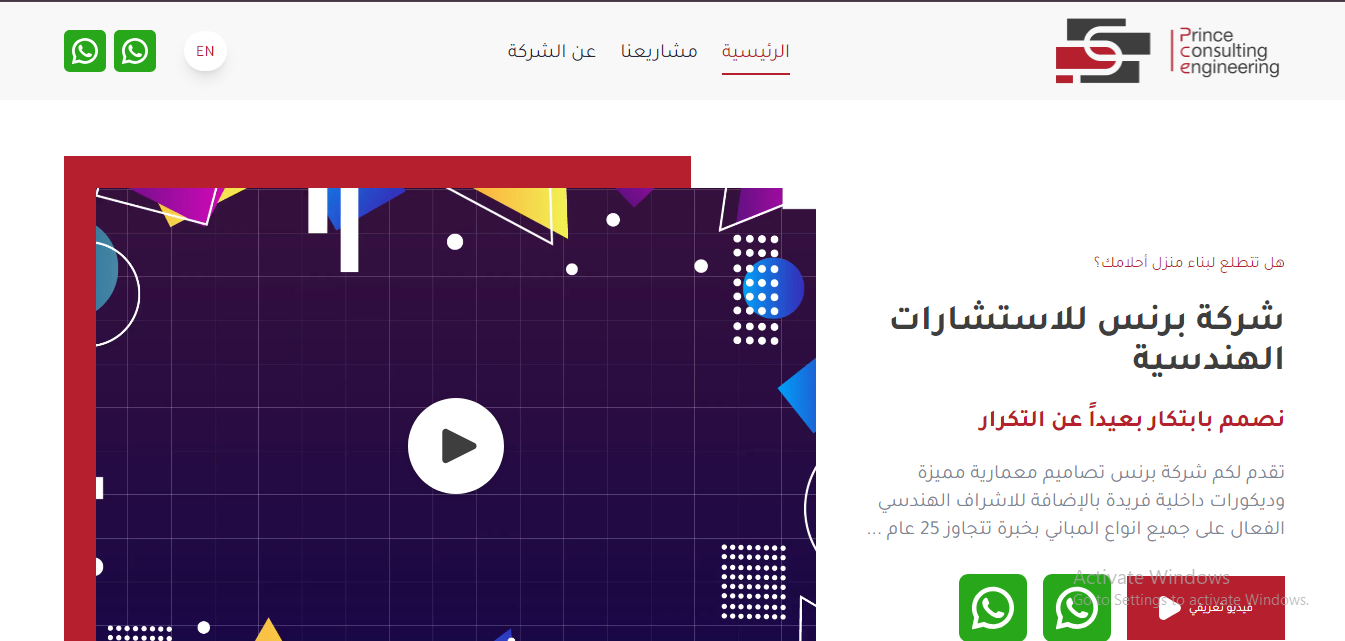 Prince
consulting
engineering
الرئيسية
مشاريعنا
عن الشركة
EN
هل تتطلع لبناء منزل أحلامك؟
شركة برنس للاستشارات
الهندسية
نصمم بابتكار بعيداً عن التكرار
تقدم لكم شركة برنس تصاميم معمارية مميزة
وديكورات داخلية فريدة بالإضافة للاشراف الهندسي
الفعال على جميع انواع المباني بخبرة تتجاوز 25 عام ...
فيديو تعريفي
Activate Windows
Go to Settings to activate Windows.